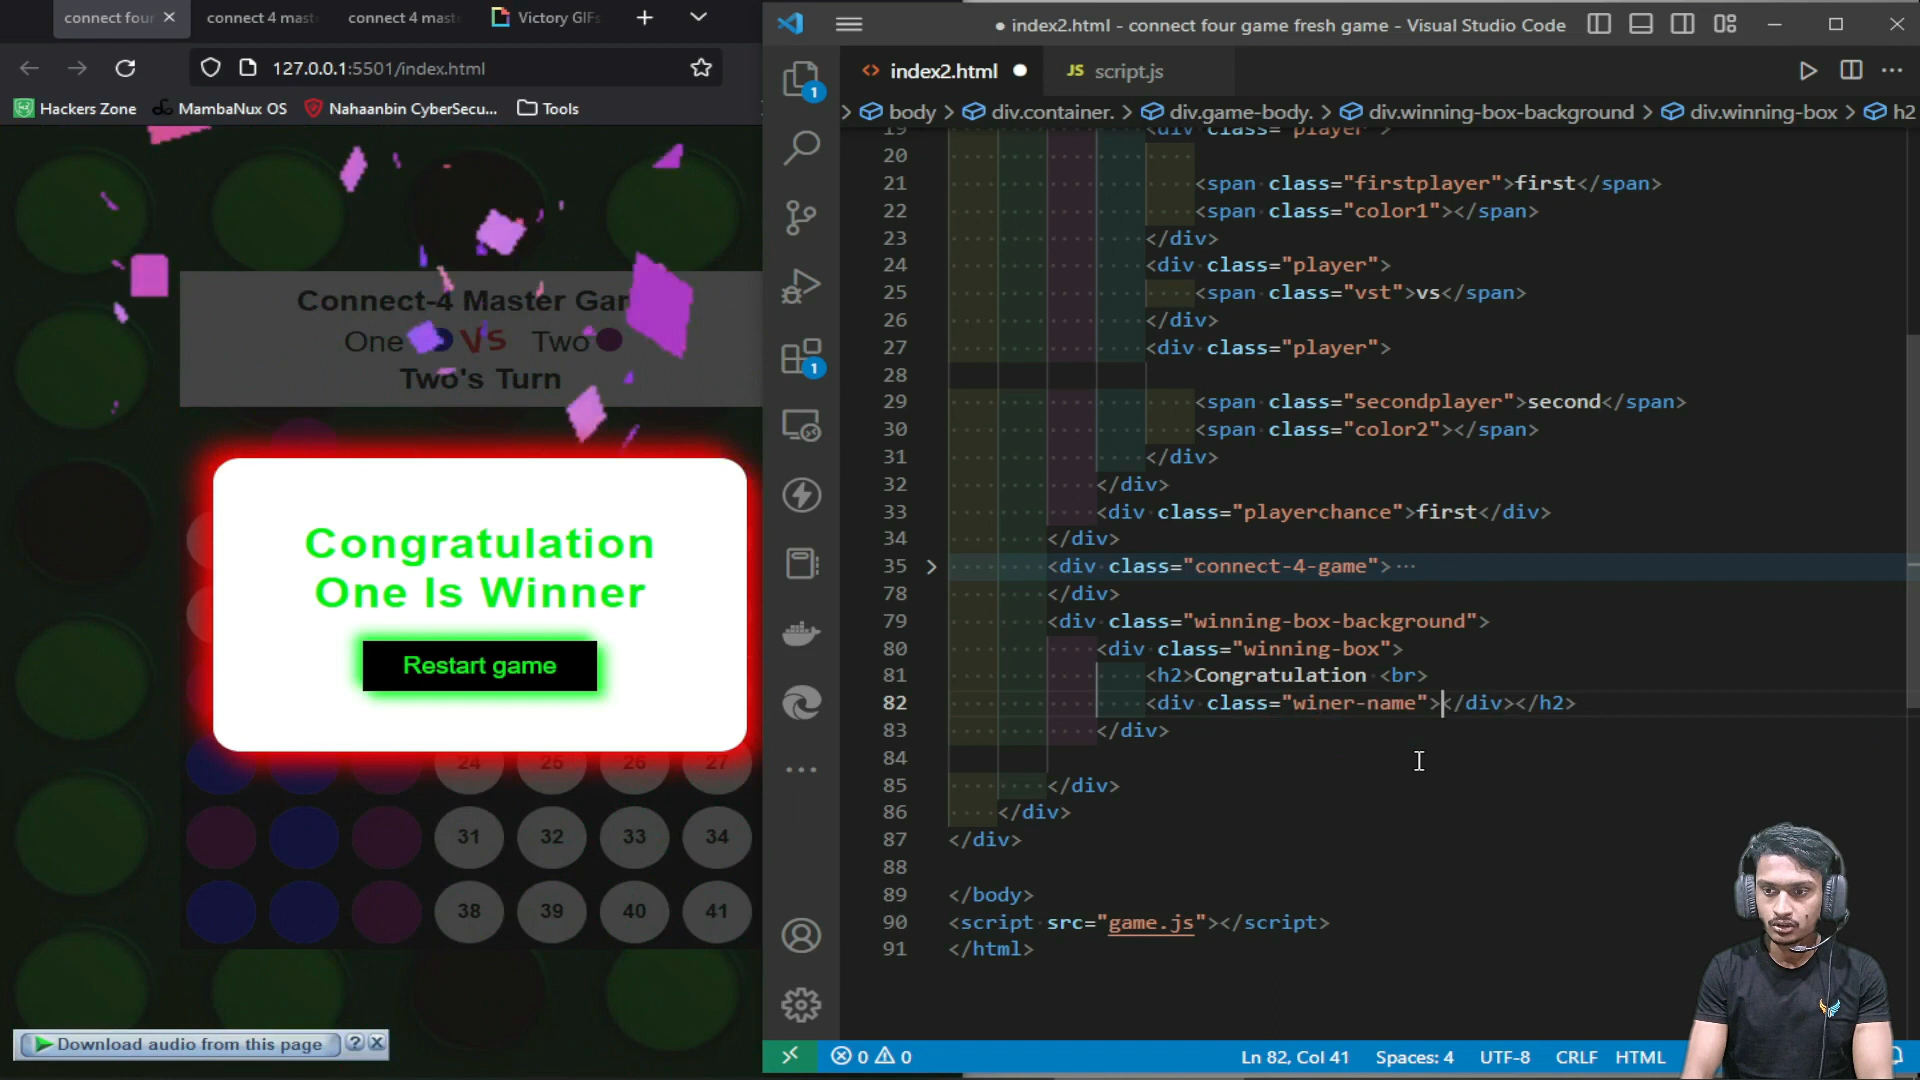 connect four
connect 4 mast
connect 4 mast
Victory GIFs
127.0.0.1:5501/index.html
Hackers Zone
MambaNux OS
Nahaanbin CyberSecu...
Tools
Connect-4 Master Gar
One VS Two
Two's Turn
Congratulation
One Is Winner
Restart game
24 25 26 27
31 32 33 34
38 39 40 41
Download audio from this page
? X
● index2.html - connect four game fresh game - Visual Studio Code
<> index2.html ●
JS script.js
> body > div.container. > div.game-body. > div.winning-box-background > div.winning-box > h2
19 <div class="player">
20
21 <span class="firstplayer">first</span>
22 <span class="color1"></span>
23 </div>
24 <div class="player">
25 <span class="vst">vs</span>
26 </div>
27 <div class="player">
28
29 <span class="secondplayer">second</span>
30 <span class="color2"></span>
31 </div>
32 </div>
33 <div class="playerchance">first</div>
34 </div>
35 > <div class="connect-4-game">···
78 </div>
79 <div class="winning-box-background">
80 <div class="winning-box">
81 <h2>Congratulation <br>
82 <div class="winer-name"></div></h2>
83 </div>
84
85 </div>
86 </div>
87 </div>
88
89 </body>
90 <script src="game.js"></script>
91 </html>
1
1
0 0
Ln 82, Col 41 Spaces: 4 UTF-8 CRLF HTML